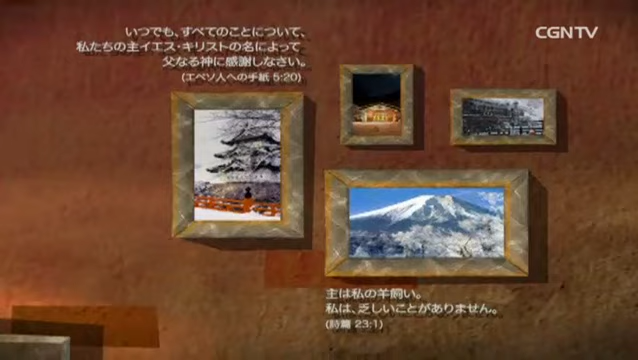 CGNTV
いつでも、すべてのことについて、
私たちの主イエス・キリストの名によって
父なる神に感謝しなさい。
(エペソ人への手紙 5:20)
主は私の羊飼い。
私は、乏しいことがありません。
(詩篇 23:1)